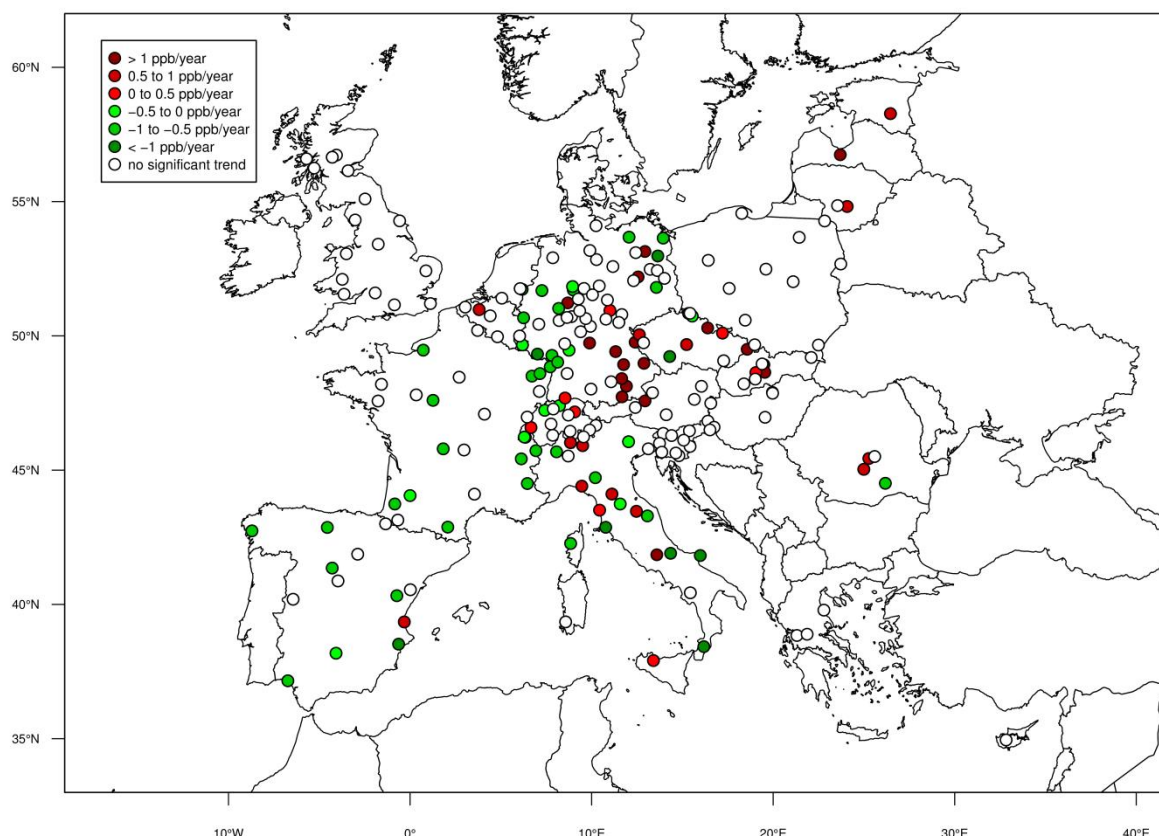 60°N
55°N
50°N
45°N
40°N
35°N
> 1 ppb/year
0.5 to 1 ppb/year
0 to 0.5 ppb/year
−0.5 to 0 ppb/year
−1 to −0.5 ppb/year
< −1 ppb/year
no significant trend
10°W
0°
10°E
20°E
30°E
40°E